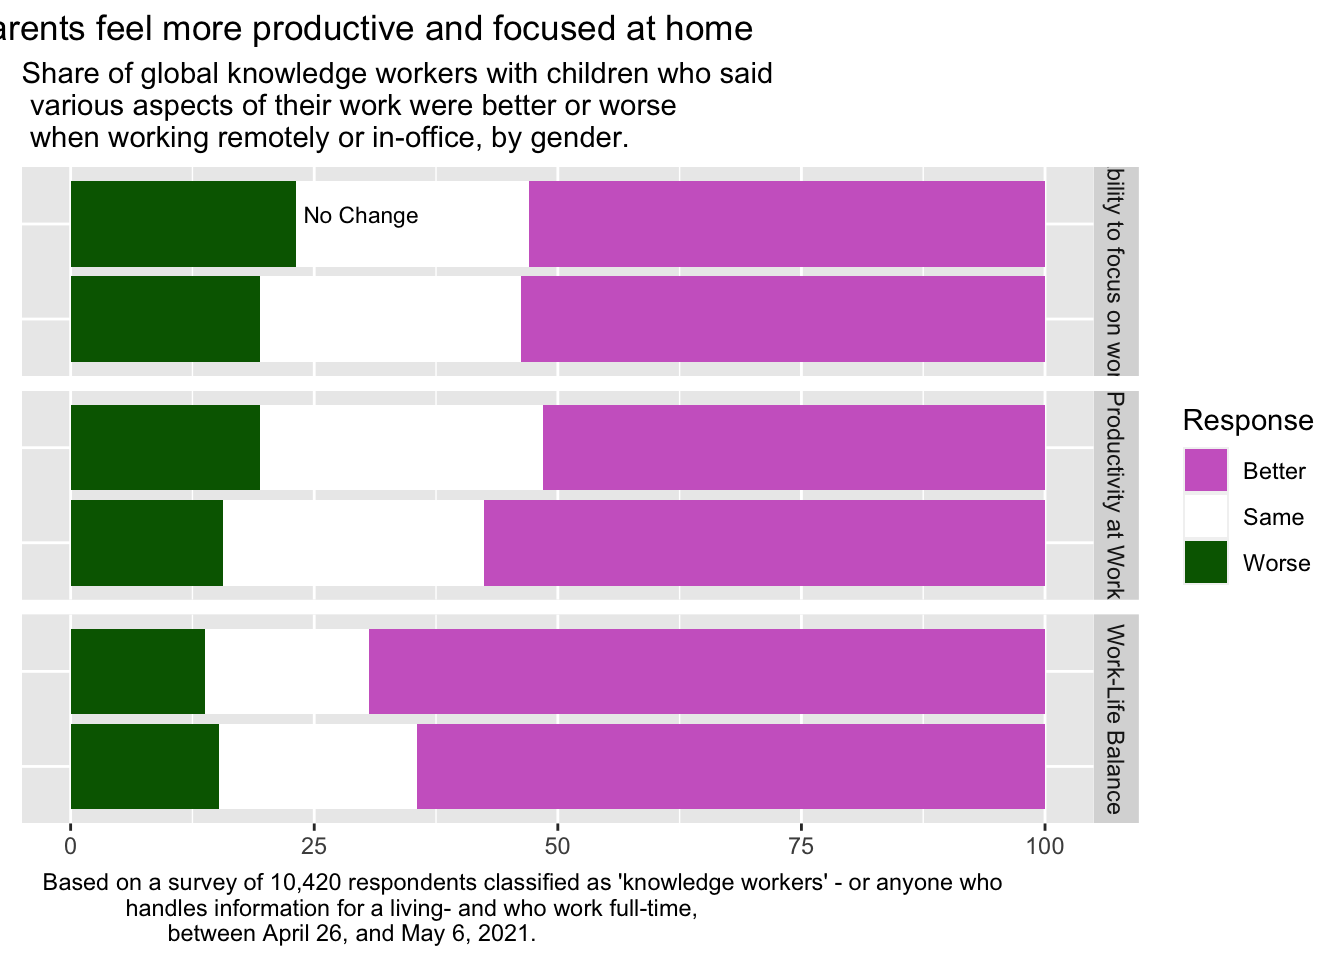 arents feel more productive and focused at home
Share of global knowledge workers with children who said
various aspects of their work were better or worse
when working remotely or in-office, by gender.
No Change
bility to focus on wor
Productivity at Work
Work-Life Balance
Response
Better
Same
Worse
0 25 50 75 100
Based on a survey of 10,420 respondents classified as 'knowledge workers' - or anyone who
handles information for a living- and who work full-time,
between April 26, and May 6, 2021.